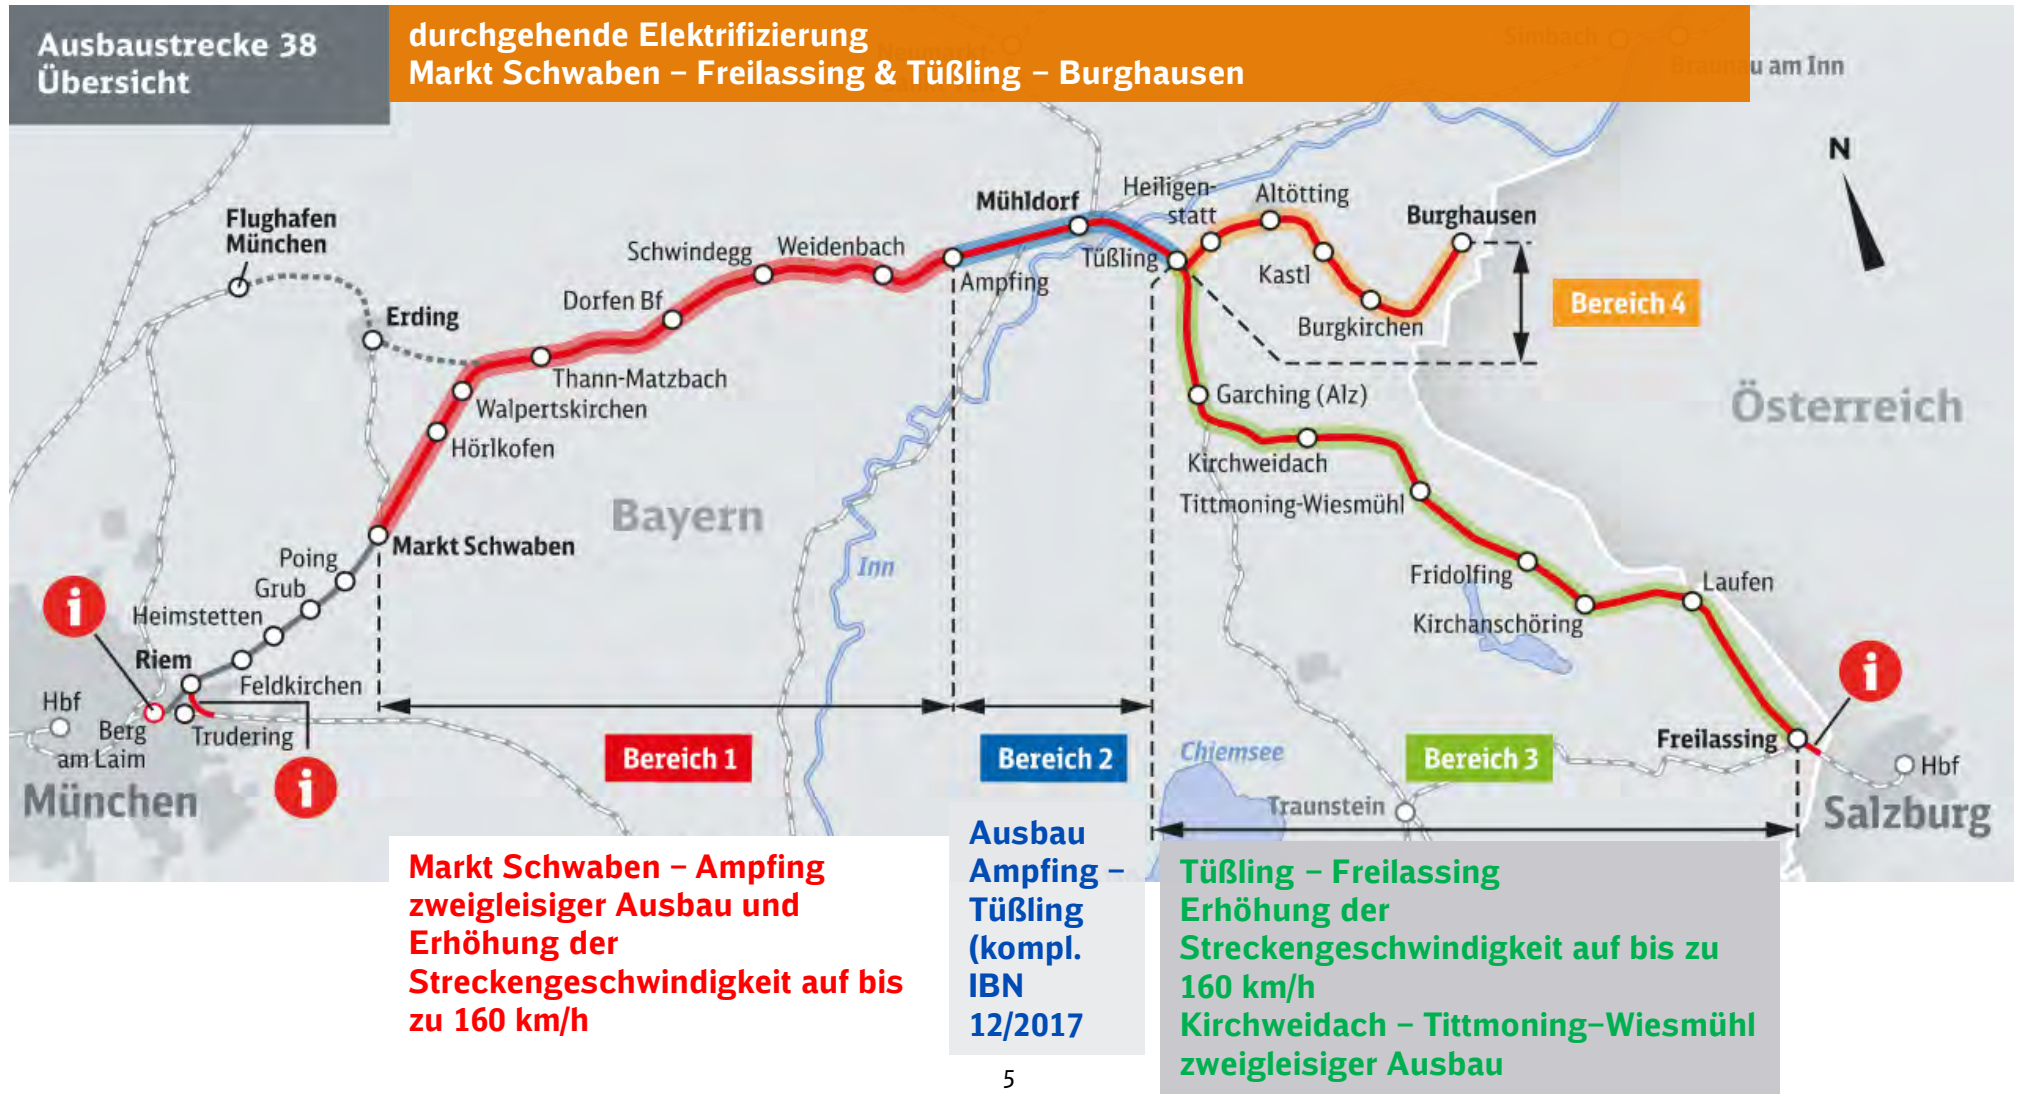 Ausbaustrecke 38
Übersicht
durchgehende Elektrifizierung
Markt Schwaben – Freilassing & Tüßling – Burghausen
Simbach
Braunau am Inn
N
Flughafen
München
Erding
Schwindegg
Weidenbach
Dorfen Bf
Thann-Matzbach
Walpertskirchen
Hörlkofen
Mühldorf
Ampfing
Tüßling
Heiligen-
statt
Altötting
Kastl
Burgkirchen
Burghausen
Bereich 4
Garching (Alz)
Kirchweidach
Tittmoning-Wiesmühl
Fridolfing
Kirchanschöring
Laufen
Österreich
Bayern
Inn
Markt Schwaben
Poing
Grub
Heimstetten
Riem
Feldkirchen
Hbf
Berg
am Laim
Trudering
München
i
i
i
Bereich 1
Bereich 2
Bereich 3
Chiemsee
Traunstein
Freilassing
Hbf
Salzburg
Markt Schwaben – Ampfing
zweigleisiger Ausbau und
Erhöhung der
Streckengeschwindigkeit auf bis
zu 160 km/h
Ausbau
Ampfing –
Tüßling
(kompl.
IBN
12/2017
Tüßling – Freilassing
Erhöhung der
Streckengeschwindigkeit auf bis zu
160 km/h
Kirchweidach – Tittmoning–Wiesmühl
zweigleisiger Ausbau
5